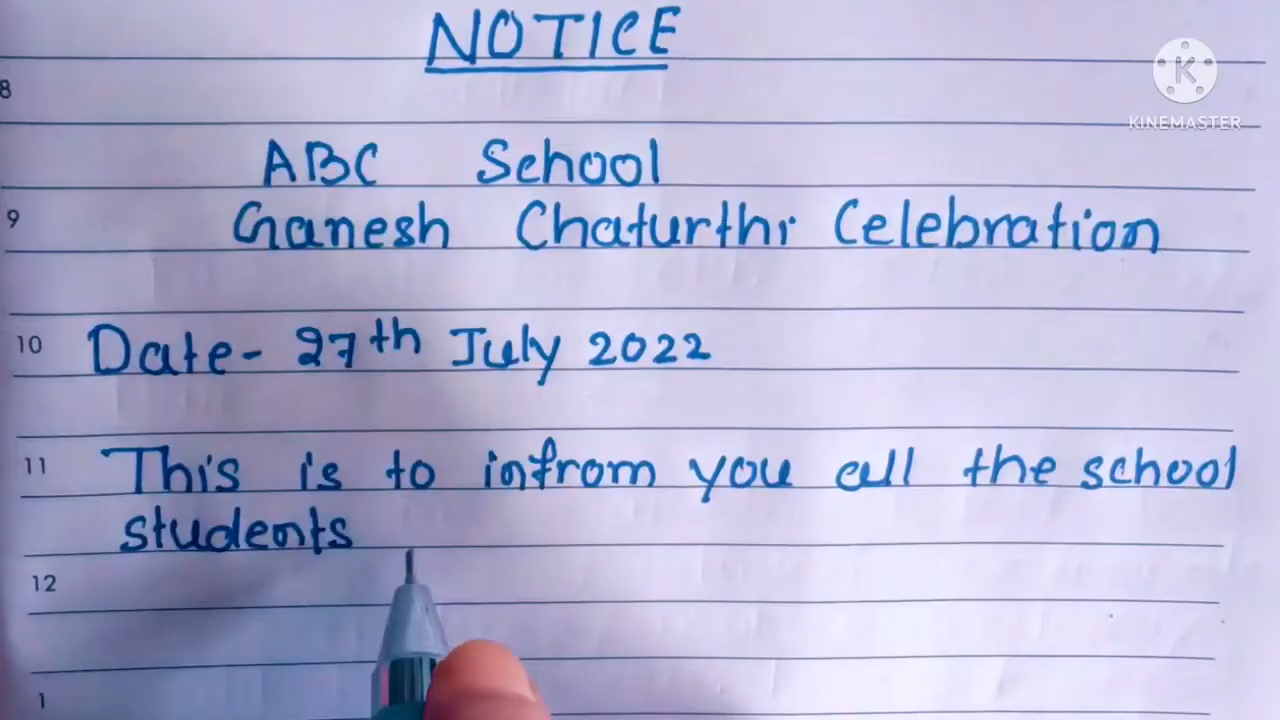 NOTICE
K
KINEMASTER
8
ABC School
9
Ganesh Chaturthi Celebration
10
Date- 27th July 2022
11
This is to infrom you all the school
students
12
1